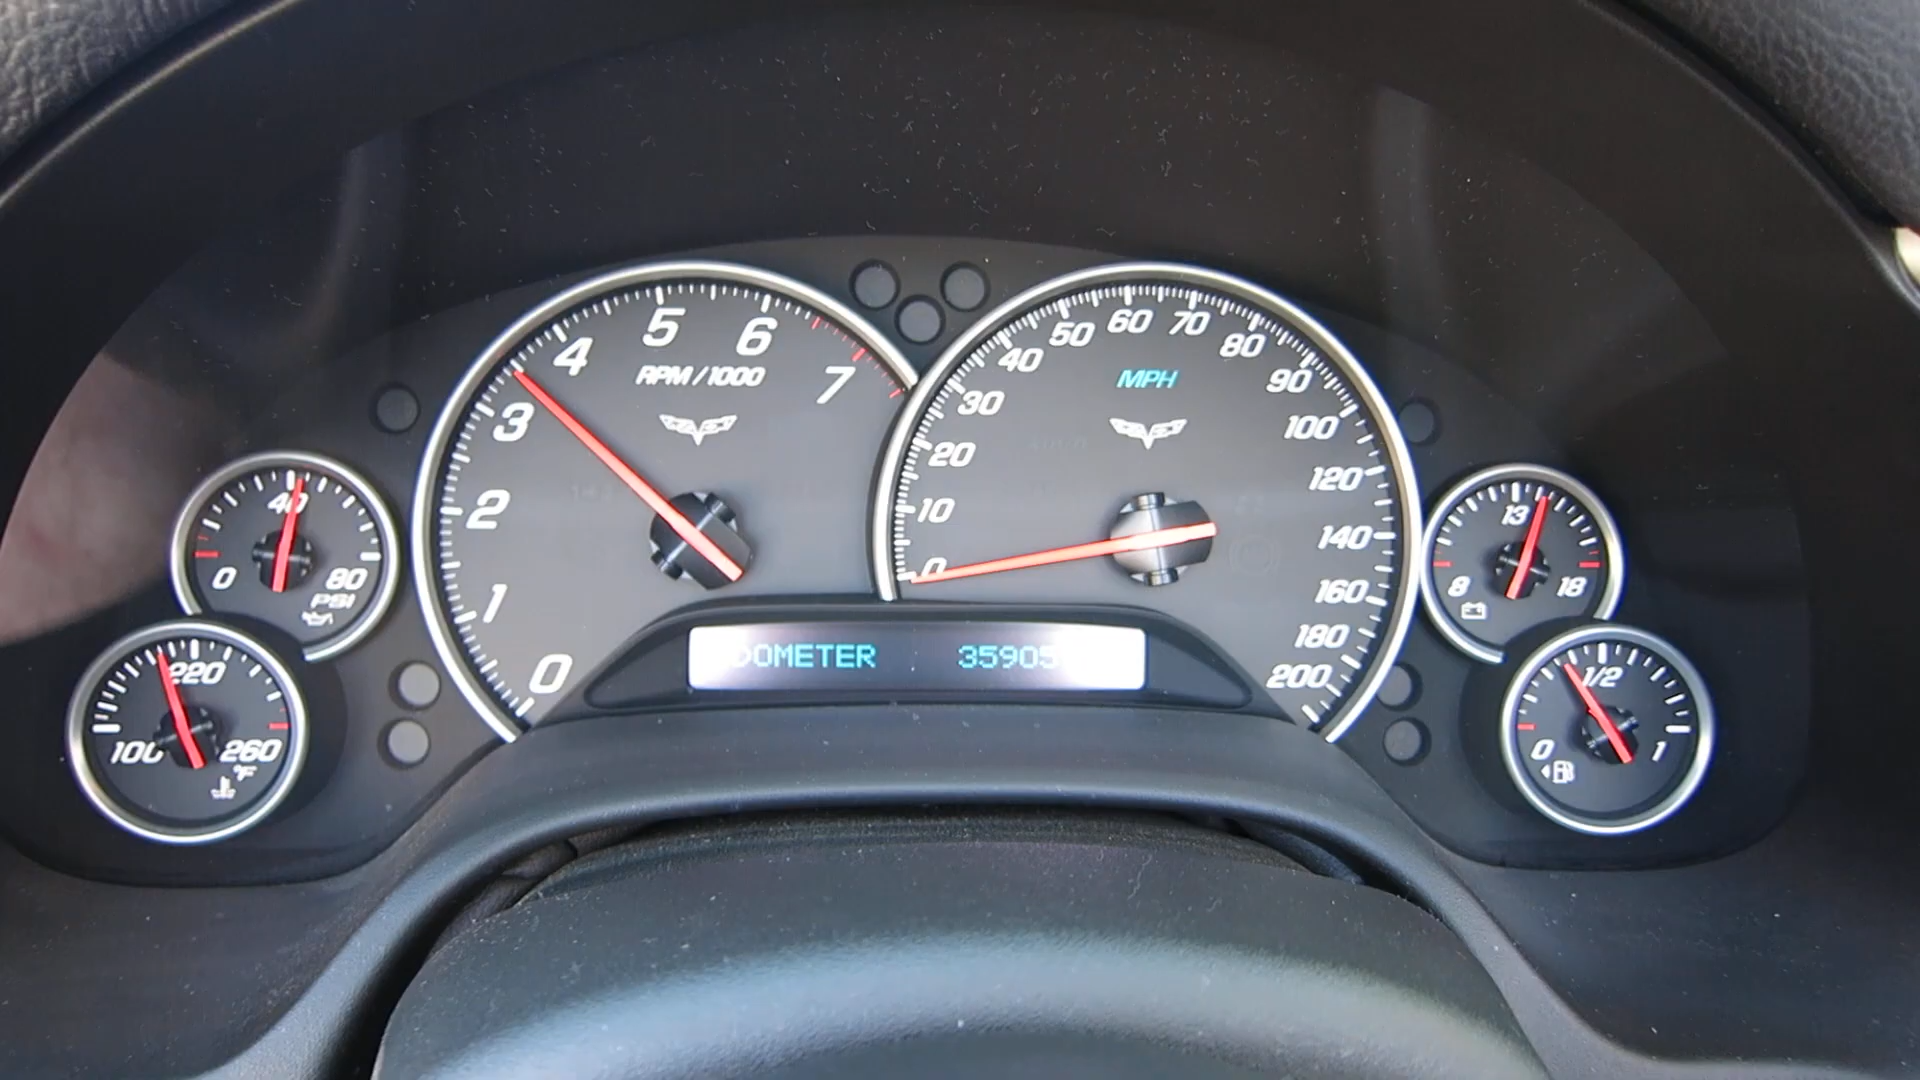 0 1 2 3 4 5 6 7
RPM/1000
0 10 20 30 40 50 60 70 80 90 100 120 140 160 180 200
MPH
0 40 80
PSI
100 220 260
°F
8 13 18
0 1/2 1
DOMETER 35905